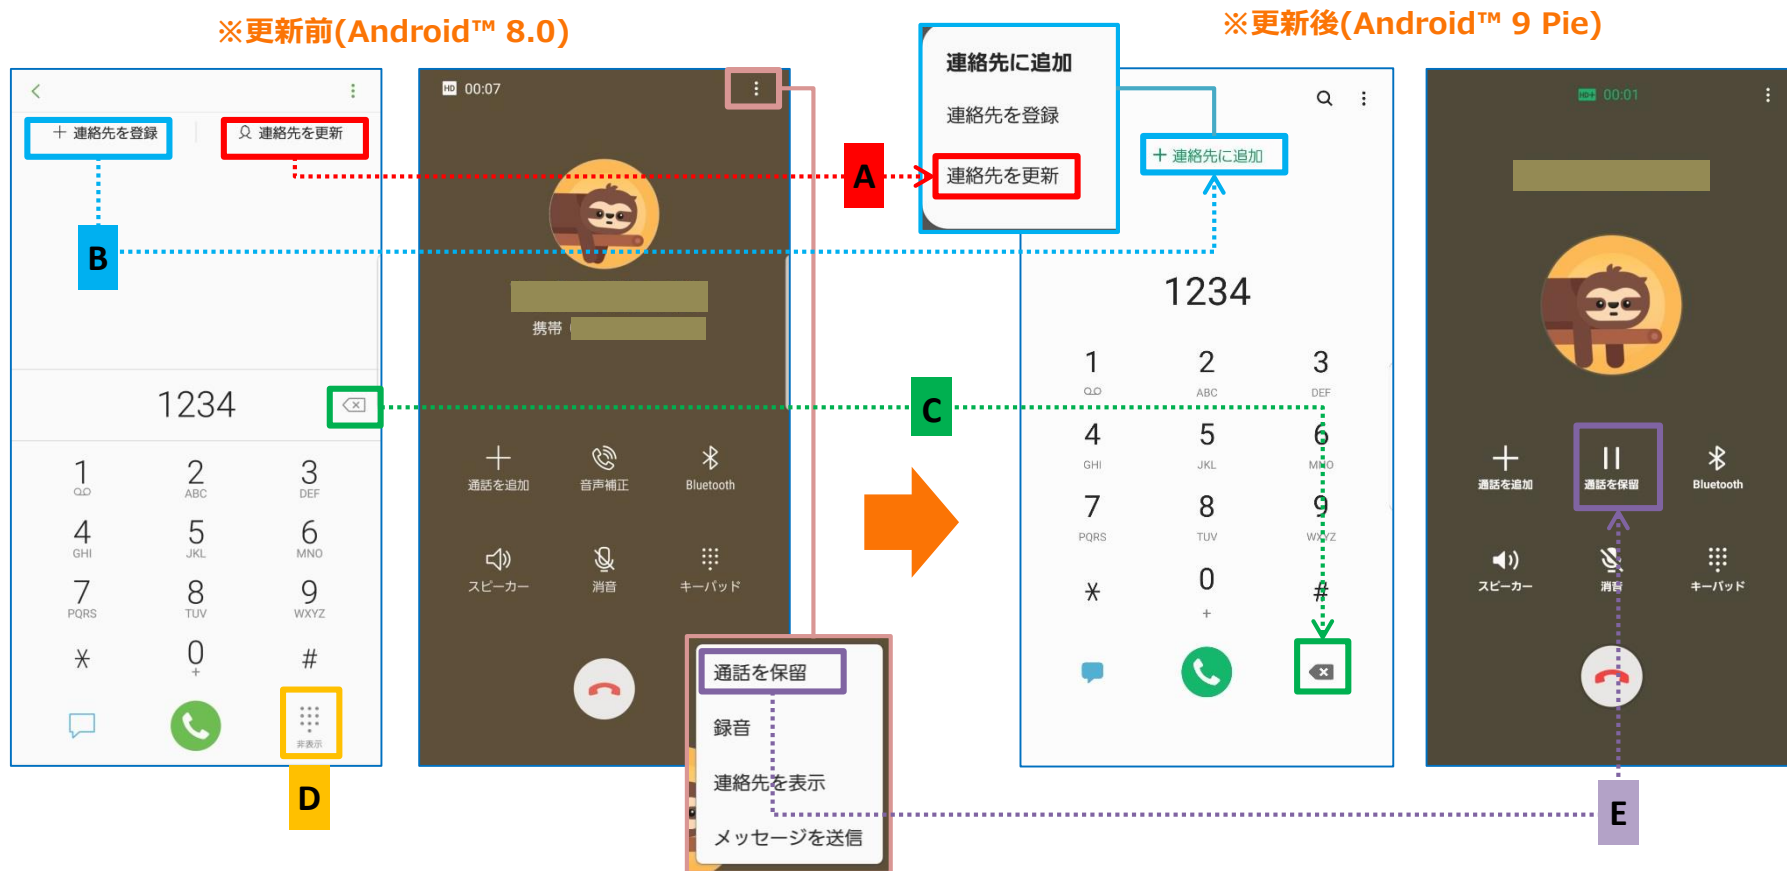 ※更新前(Android™ 8.0)
※更新後(Android™ 9 Pie)
＋ 連絡先を登録
連絡先を更新
B
1234
1
2
ABC
3
DEF
4
GHI
5
JKL
6
MNO
7
PQRS
8
TUV
9
WXYZ
*
0
+
#
非表示
D
HD 00:07
携帯
通話を追加
音声補正
Bluetooth
スピーカー
消音
キーパッド
通話を保留
録音
連絡先を表示
メッセージを送信
A
C
連絡先に追加
連絡先を登録
連絡先を更新
＋ 連絡先に追加
1234
1
2
ABC
3
DEF
4
GHI
5
JKL
6
MNO
7
PQRS
8
TUV
9
WXYZ
*
0
+
#
HD+ 00:01
通話を追加
通話を保留
Bluetooth
スピーカー
消音
キーパッド
E